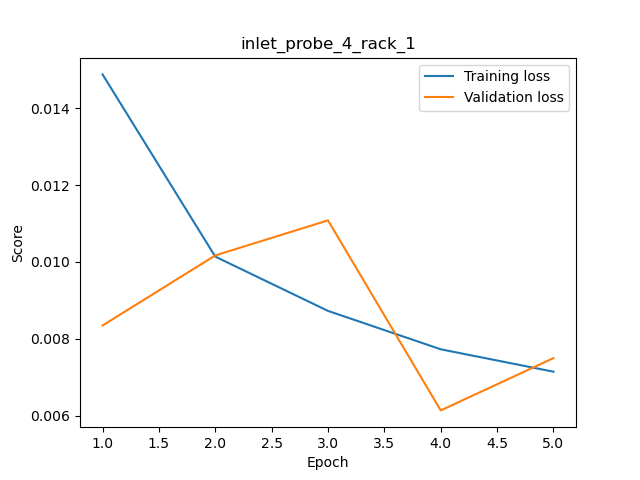 inlet_probe_4_rack_1
Training loss
Validation loss
0.014
0.012
0.010
0.008
0.006
Score
1.0 1.5 2.0 2.5 3.0 3.5 4.0 4.5 5.0
Epoch